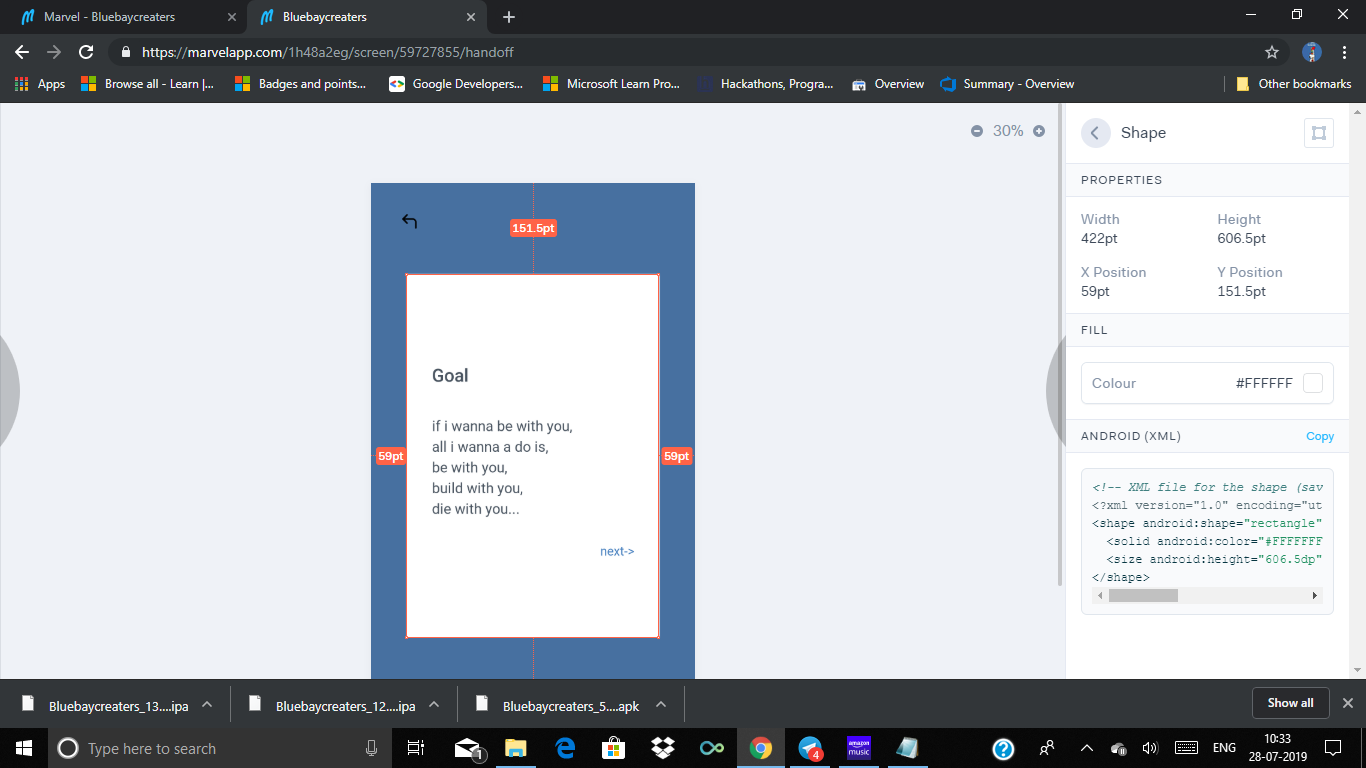 Marvel - Bluebaycreaters
Bluebaycreaters
https://marvelapp.com/1h48a2eg/screen/59727855/handoff
Apps
Browse all - Learn |...
Badges and points...
Google Developers...
Microsoft Learn Pro...
Hackathons, Progra...
Overview
Summary - Overview
Other bookmarks
30%
Shape
PROPERTIES
Width
Height
422pt
606.5pt
X Position
Y Position
59pt
151.5pt
FILL
Colour
#FFFFFF
ANDROID (XML)
Copy
<!-- XML file for the shape (sav
<?xml version="1.0" encoding="ut
<shape android:shape="rectangle"
<solid android:color="#FFFFFFF
<size android:height="606.5dp"
</shape>
151.5pt
Goal
if i wanna be with you,
all i wanna a do is,
59pt
59pt
be with you,
build with you,
die with you...
next->
Bluebaycreaters_13....ipa
Bluebaycreaters_12....ipa
Bluebaycreaters_5....apk
Show all
Type here to search
1
4
amazon
music
ENG
10:33
28-07-2019